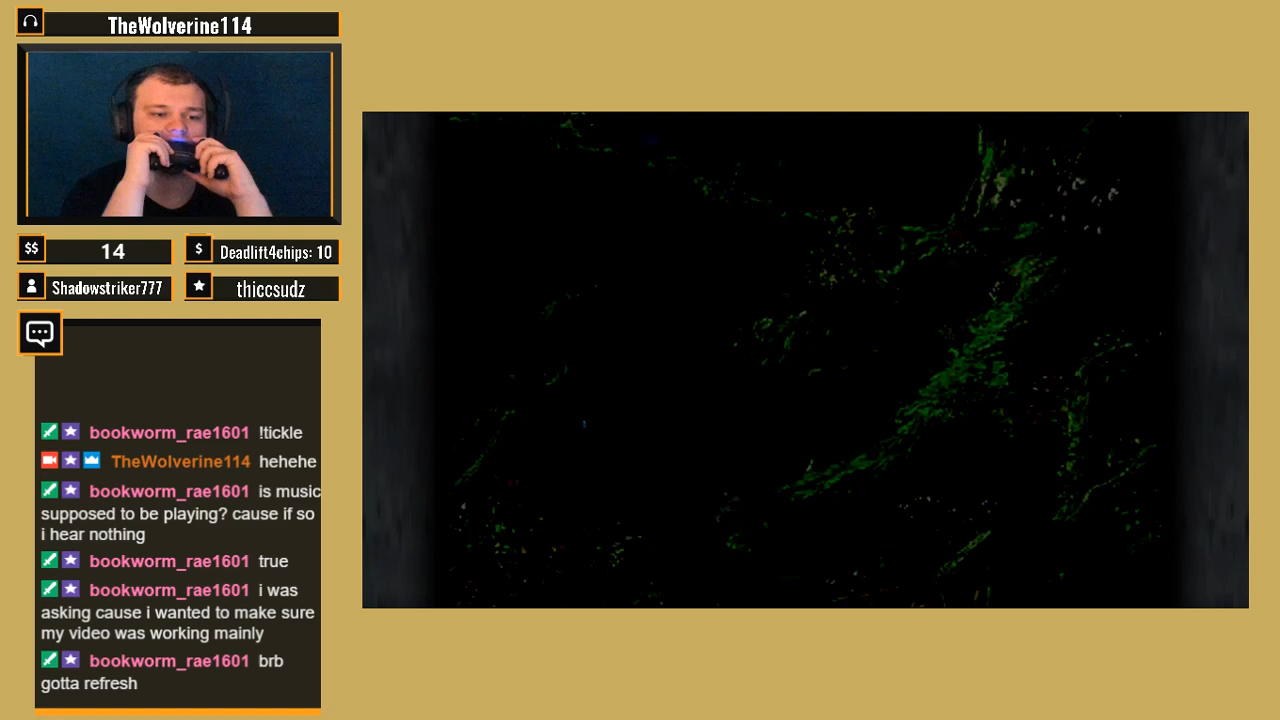 TheWolverine114
$$ 14
$ Deadlift4chips: 10
Shadowstriker777
thiccsudz
bookworm_rae1601 !tickle
TheWolverine114 hehehe
bookworm_rae1601 is music
supposed to be playing? cause if so
i hear nothing
bookworm_rae1601 true
bookworm_rae1601 i was
asking cause i wanted to make sure
my video was working mainly
bookworm_rae1601 brb
gotta refresh